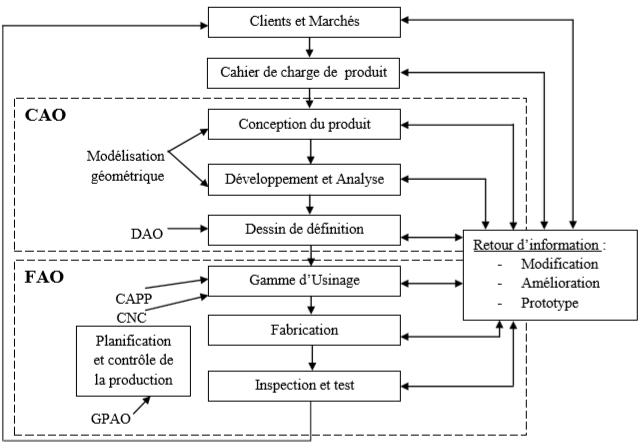 Clients et Marchés
Cahier de charge de produit
CAO
Conception du produit
Modélisation
géométrique
Développement et Analyse
DAO
Dessin de définition
Retour d'information :
- Modification
- Amélioration
- Prototype
FAO
Gamme d'Usinage
CAPP
CNC
Fabrication
Planification
et contrôle de
la production
Inspection et test
GPAO